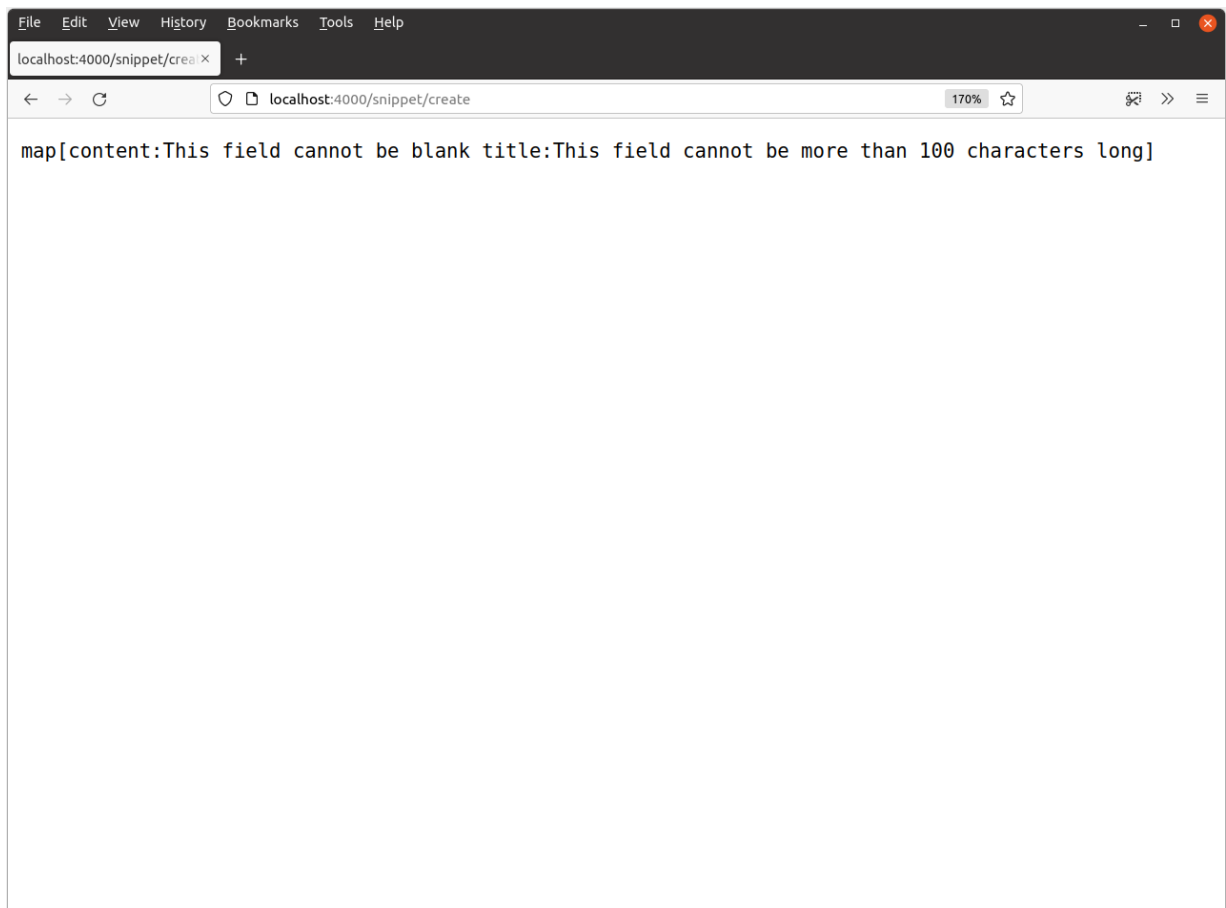 File Edit View History Bookmarks Tools Help
localhost:4000/snippet/crea
localhost:4000/snippet/create 170%
map[content:This field cannot be blank title:This field cannot be more than 100 characters long]